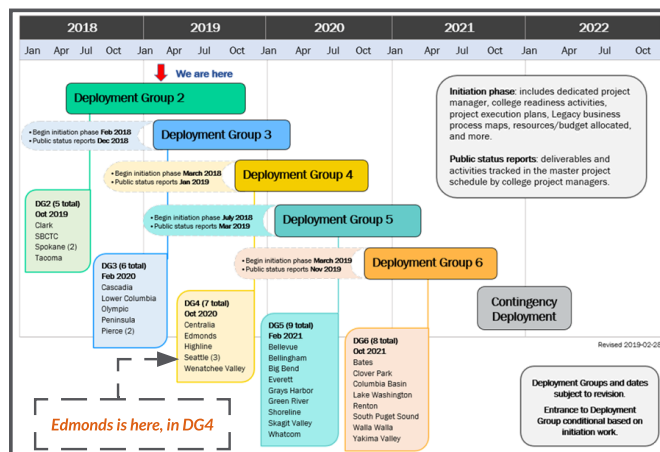 2018 2019 2020 2021 2022
Jan Apr Jul Oct Jan Apr Jul Oct Jan Apr Jul Oct Jan Apr Jul Oct Jan Apr Jul Oct
We are here
Deployment Group 2
• Begin initiation phase Feb 2018
• Public status reports Dec 2018
Deployment Group 3
• Begin initiation phase March 2018
• Public status reports Jan 2019
Deployment Group 4
• Begin initiation phase July 2018
• Public status reports Mar 2019
Deployment Group 5
• Begin initiation phase March 2019
• Public status reports Nov 2019
Deployment Group 6
Contingency
Deployment
Initiation phase: includes dedicated project
manager, college readiness activities,
project execution plans, Legacy business
process maps, resources/budget allocated,
and more.
Public status reports: deliverables and
activities tracked in the master project
schedule by college project managers.
DG2 (5 total)
Oct 2019
Clark
SBCTC
Spokane (2)
Tacoma
DG3 (6 total)
Feb 2020
Cascadia
Lower Columbia
Olympic
Peninsula
Pierce (2)
DG4 (7 total)
Oct 2020
Centralia
Edmonds
Highline
Seattle (3)
Wenatchee Valley
DG5 (9 total)
Feb 2021
Bellevue
Bellingham
Big Bend
Everett
Grays Harbor
Green River
Shoreline
Skagit Valley
Whatcom
DG6 (8 total)
Oct 2021
Bates
Clover Park
Columbia Basin
Lake Washington
Renton
South Puget Sound
Walla Walla
Yakima Valley
Revised 2019-02-28
Deployment Groups and dates
subject to revision.
Entrance to Deployment
Group conditional based on
initiation work.
Edmonds is here, in DG4